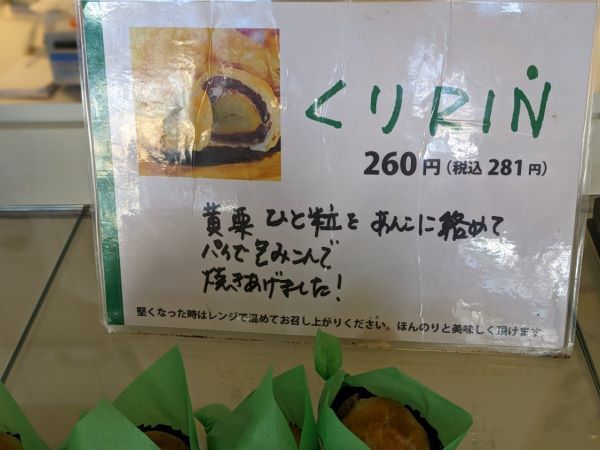 くりRIN
260円(税込 281円)
黄栗 ひと粒を あんこに絡めて
パイで包みこんで
焼きあげました!
堅くなった時はレンジで温めてお召し上がりください。ほんのりと美味しく頂けます